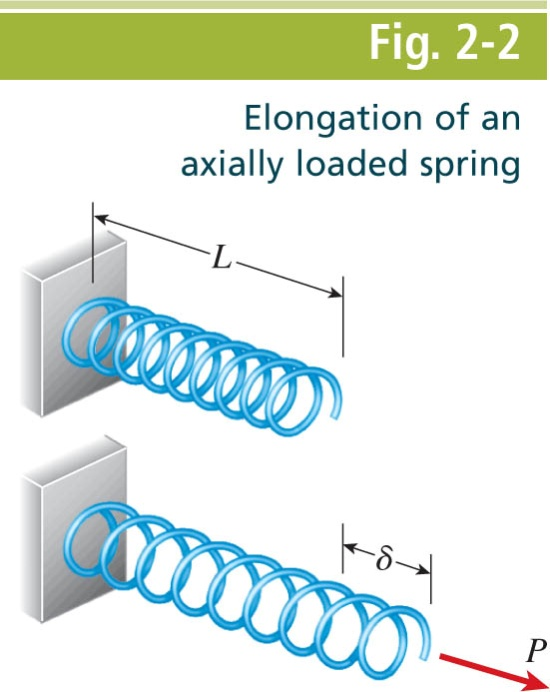 Fig. 2-2
Elongation of an
axially loaded spring
L
δ
P